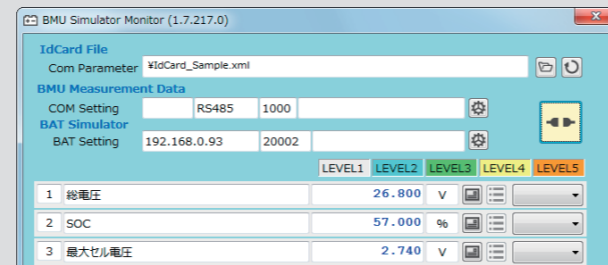 BMU Simulator Monitor (1.7.217.0)
IdCard File
Com Parameter ¥IdCard_Sample.xml
BMU Measurement Data
COM Setting RS485 1000
BAT Simulator
BAT Setting 192.168.0.93 20002
LEVEL1 LEVEL2 LEVEL3 LEVEL4 LEVEL5
1 総電圧 26.800 V
2 SOC 57.000 %
3 最大セル電圧 2.740 V